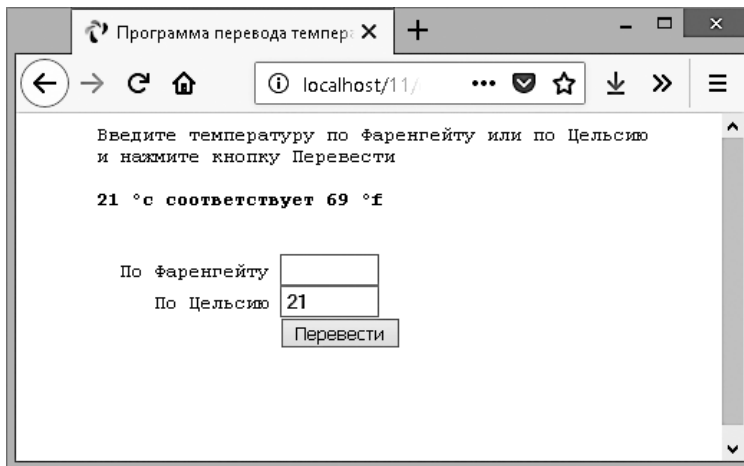 Программа перевода темпера
localhost/11/
Введите температуру по Фаренгейту или по Цельсию
и нажмите кнопку Перевести
21 °c соответствует 69 °f
По Фаренгейту
По Цельсию 21
Перевести